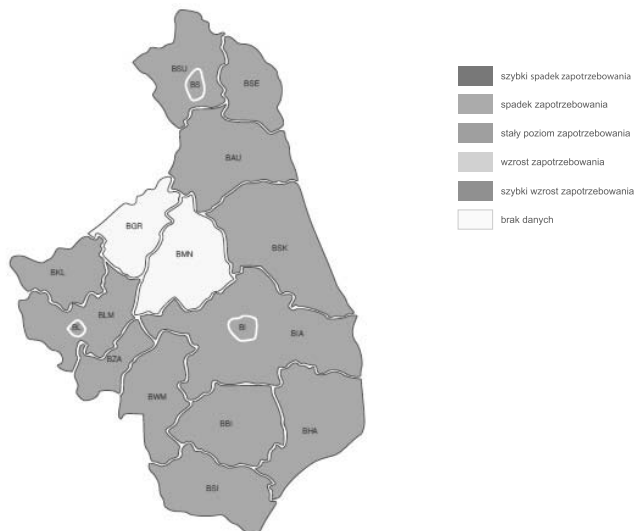 BSU
BS
BSE
BAU
BGR
BMN
BSK
BKL
BLM
BL
BI
BIA
BZA
BWM
BBI
BHA
BSI
szybki spadek zapotrzebowania
spadek zapotrzebowania
stały poziom zapotrzebowania
wzrost zapotrzebowania
szybki wzrost zapotrzebowania
brak danych